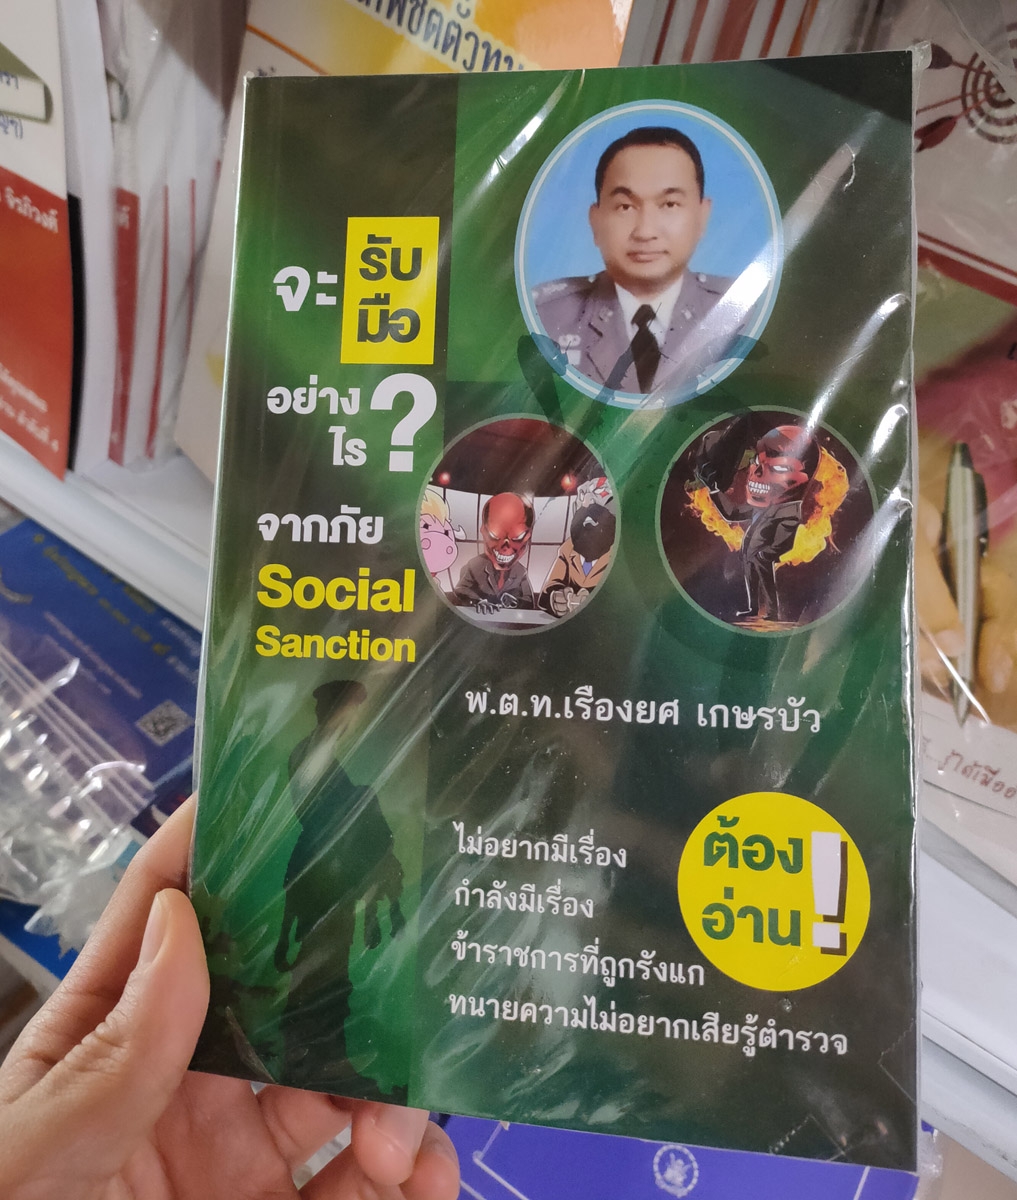 จะ รับ
มือ
อย่าง
ไร ?
จากภัย
Social
Sanction
พ.ต.ท.เรืองยศ เกษรบัว
ไม่อยากมีเรื่อง
กำลังมีเรื่อง
ข้าราชการที่ถูกรังแก
ทนายความไม่อยากเสียรู้ตำรวจ
ต้อง
อ่าน!